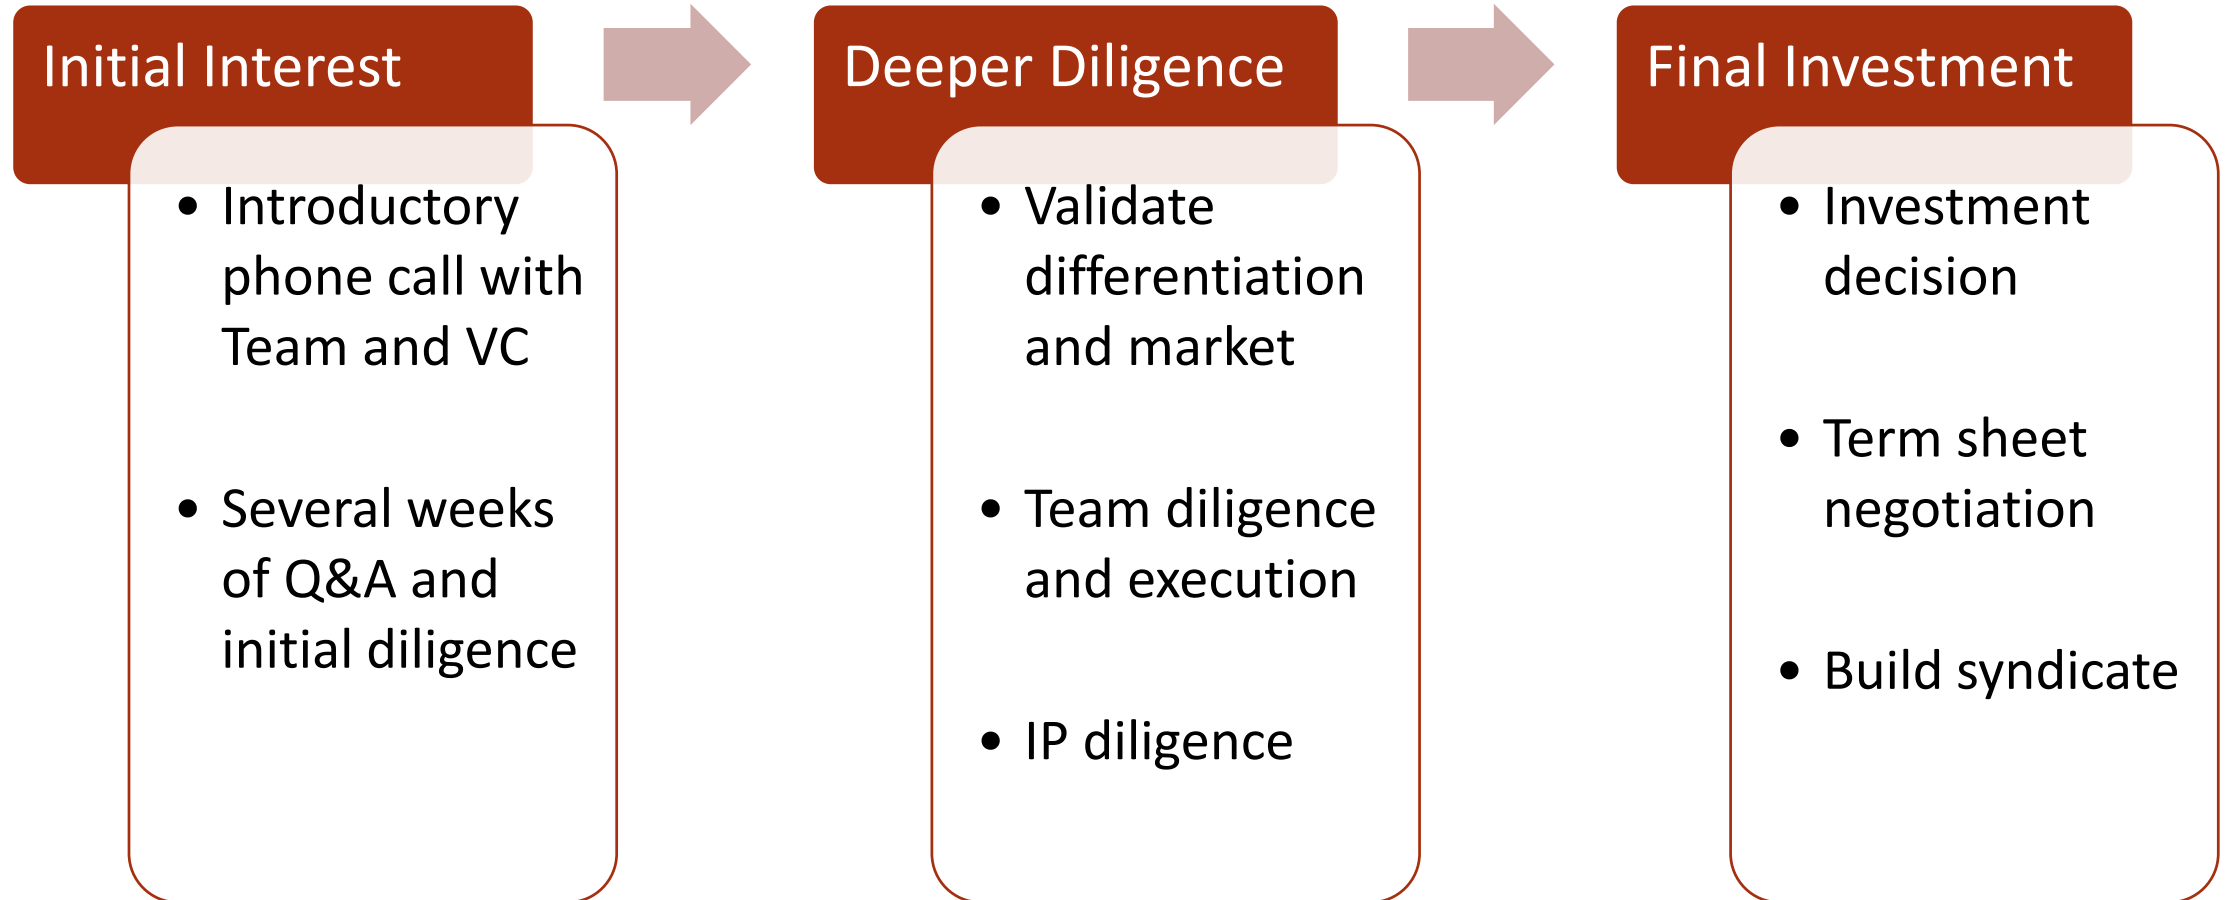 Initial Interest
• Introductory
phone call with
Team and VC
• Several weeks
of Q&A and
initial diligence
Deeper Diligence
• Validate
differentiation
and market
• Team diligence
and execution
• IP diligence
Final Investment
• Investment
decision
• Term sheet
negotiation
• Build syndicate